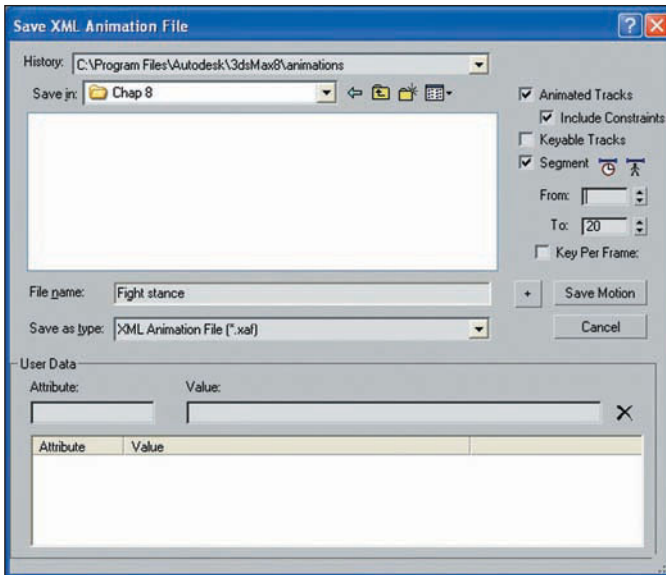 Save XML Animation File
History: C:\Program Files\Autodesk\3dsMax8\animations
Save in: Chap 8
Animated Tracks
Include Constraints
Keyable Tracks
Segment
From:
To: 20
Key Per Frame:
File name: Fight stance
+ Save Motion
Save as type: XML Animation File (*.xaf)
Cancel
User Data
Attribute: Value:
Attribute Value